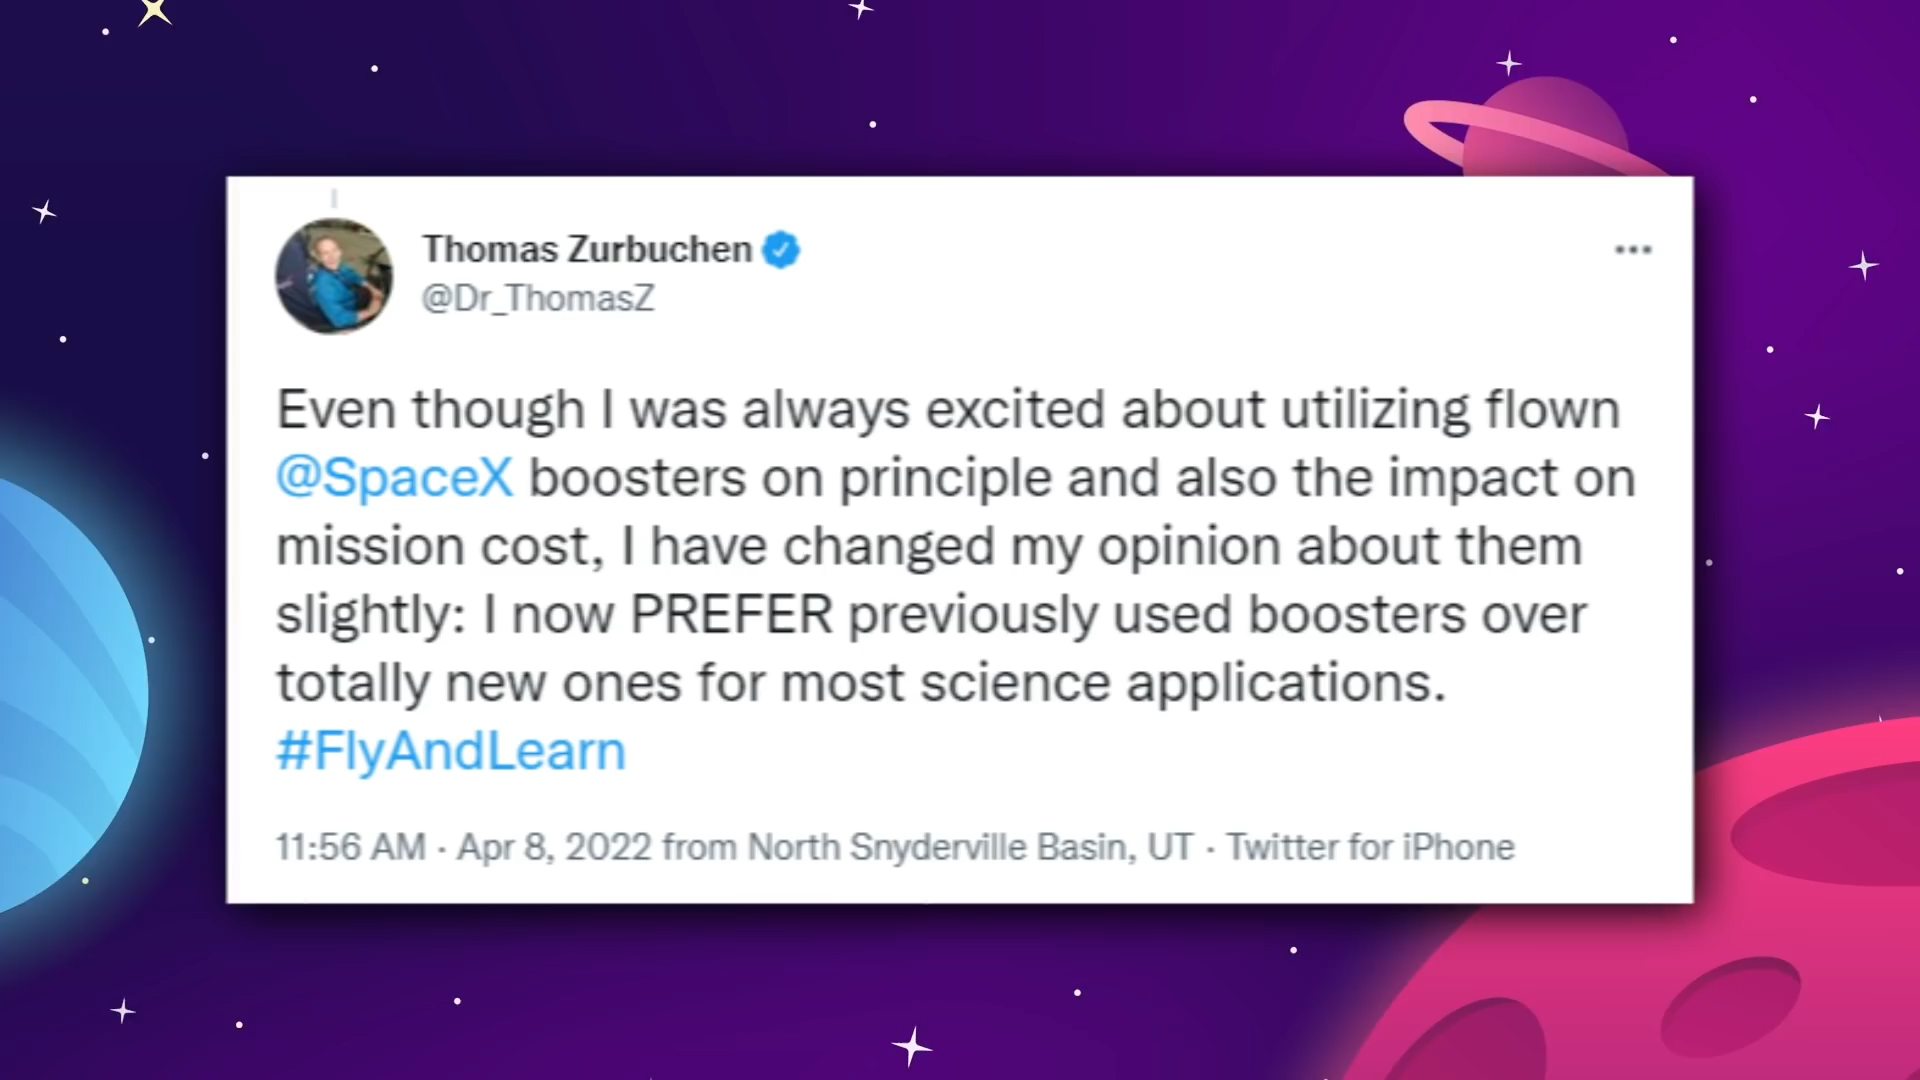 Thomas Zurbuchen
@Dr_ThomasZ
Even though I was always excited about utilizing flown
@SpaceX boosters on principle and also the impact on
mission cost, I have changed my opinion about them
slightly: I now PREFER previously used boosters over
totally new ones for most science applications.
#FlyAndLearn
11:56 AM · Apr 8, 2022 from North Snyderville Basin, UT · Twitter for iPhone